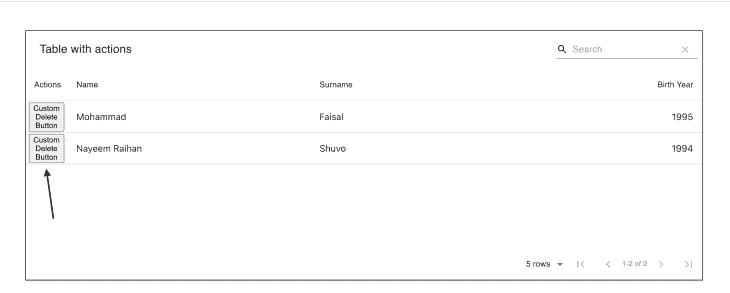 Table with actions
Search
Actions Name Surname Birth Year
Custom
Delete
Button
Mohammad Faisal 1995
Custom
Delete
Button
Nayeem Raihan Shuvo 1994
5 rows 1-2 of 2